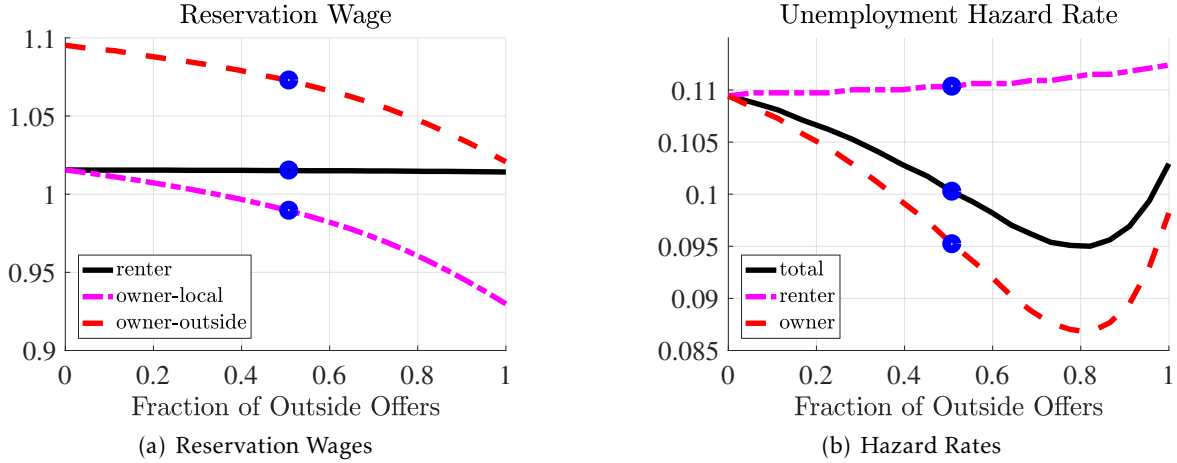 Reservation Wage
1.1
1.05
1
0.95
0.9
renter
owner-local
owner-outside
0 0.2 0.4 0.6 0.8 1
Fraction of Outside Offers
(a) Reservation Wages
Unemployment Hazard Rate
0.11
0.105
0.1
0.095
0.09
0.085
total
renter
owner
0 0.2 0.4 0.6 0.8 1
Fraction of Outside Offers
(b) Hazard Rates